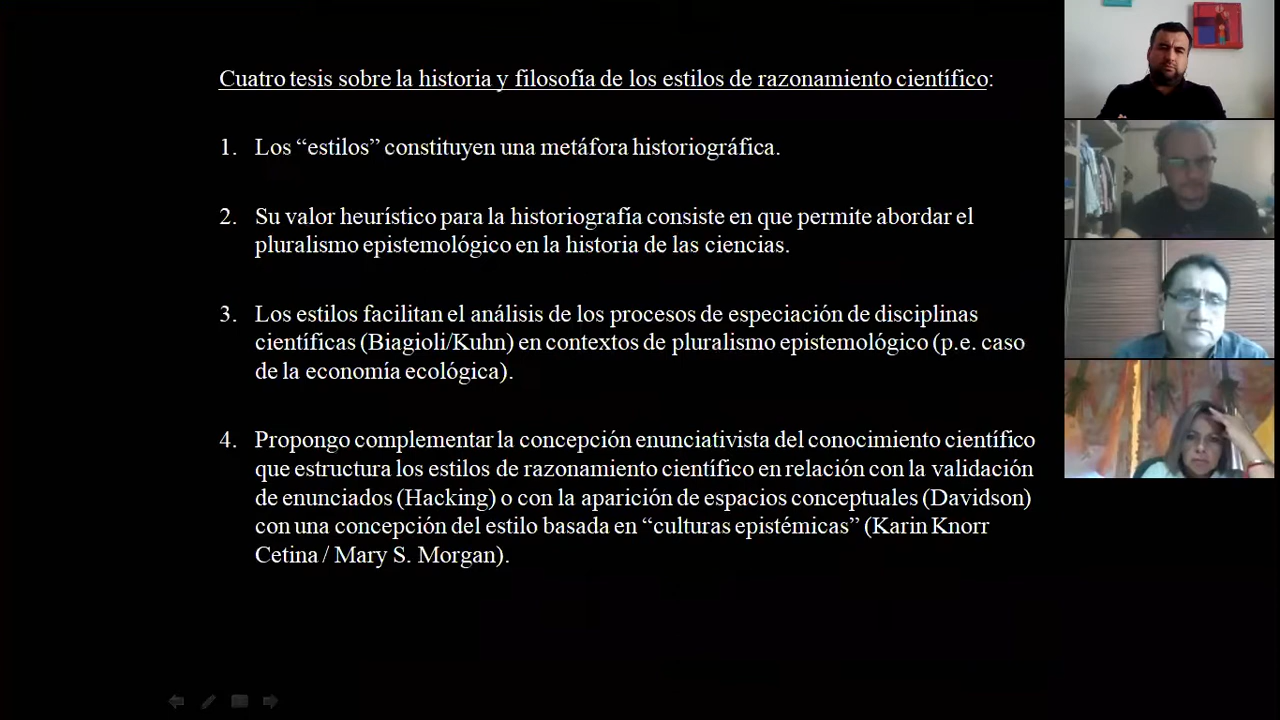 Cuatro tesis sobre la historia y filosofía de los estilos de razonamiento científico:
1. Los “estilos” constituyen una metáfora historiográfica.
2. Su valor heurístico para la historiografía consiste en que permite abordar el
pluralismo epistemológico en la historia de las ciencias.
3. Los estilos facilitan el análisis de los procesos de especiación de disciplinas
científicas (Biagioli/Kuhn) en contextos de pluralismo epistemológico (p.e. caso
de la economía ecológica).
4. Propongo complementar la concepción enunciativista del conocimiento científico
que estructura los estilos de razonamiento científico en relación con la validación
de enunciados (Hacking) o con la aparición de espacios conceptuales (Davidson)
con una concepción del estilo basada en “culturas epistémicas” (Karin Knorr
Cetina / Mary S. Morgan).